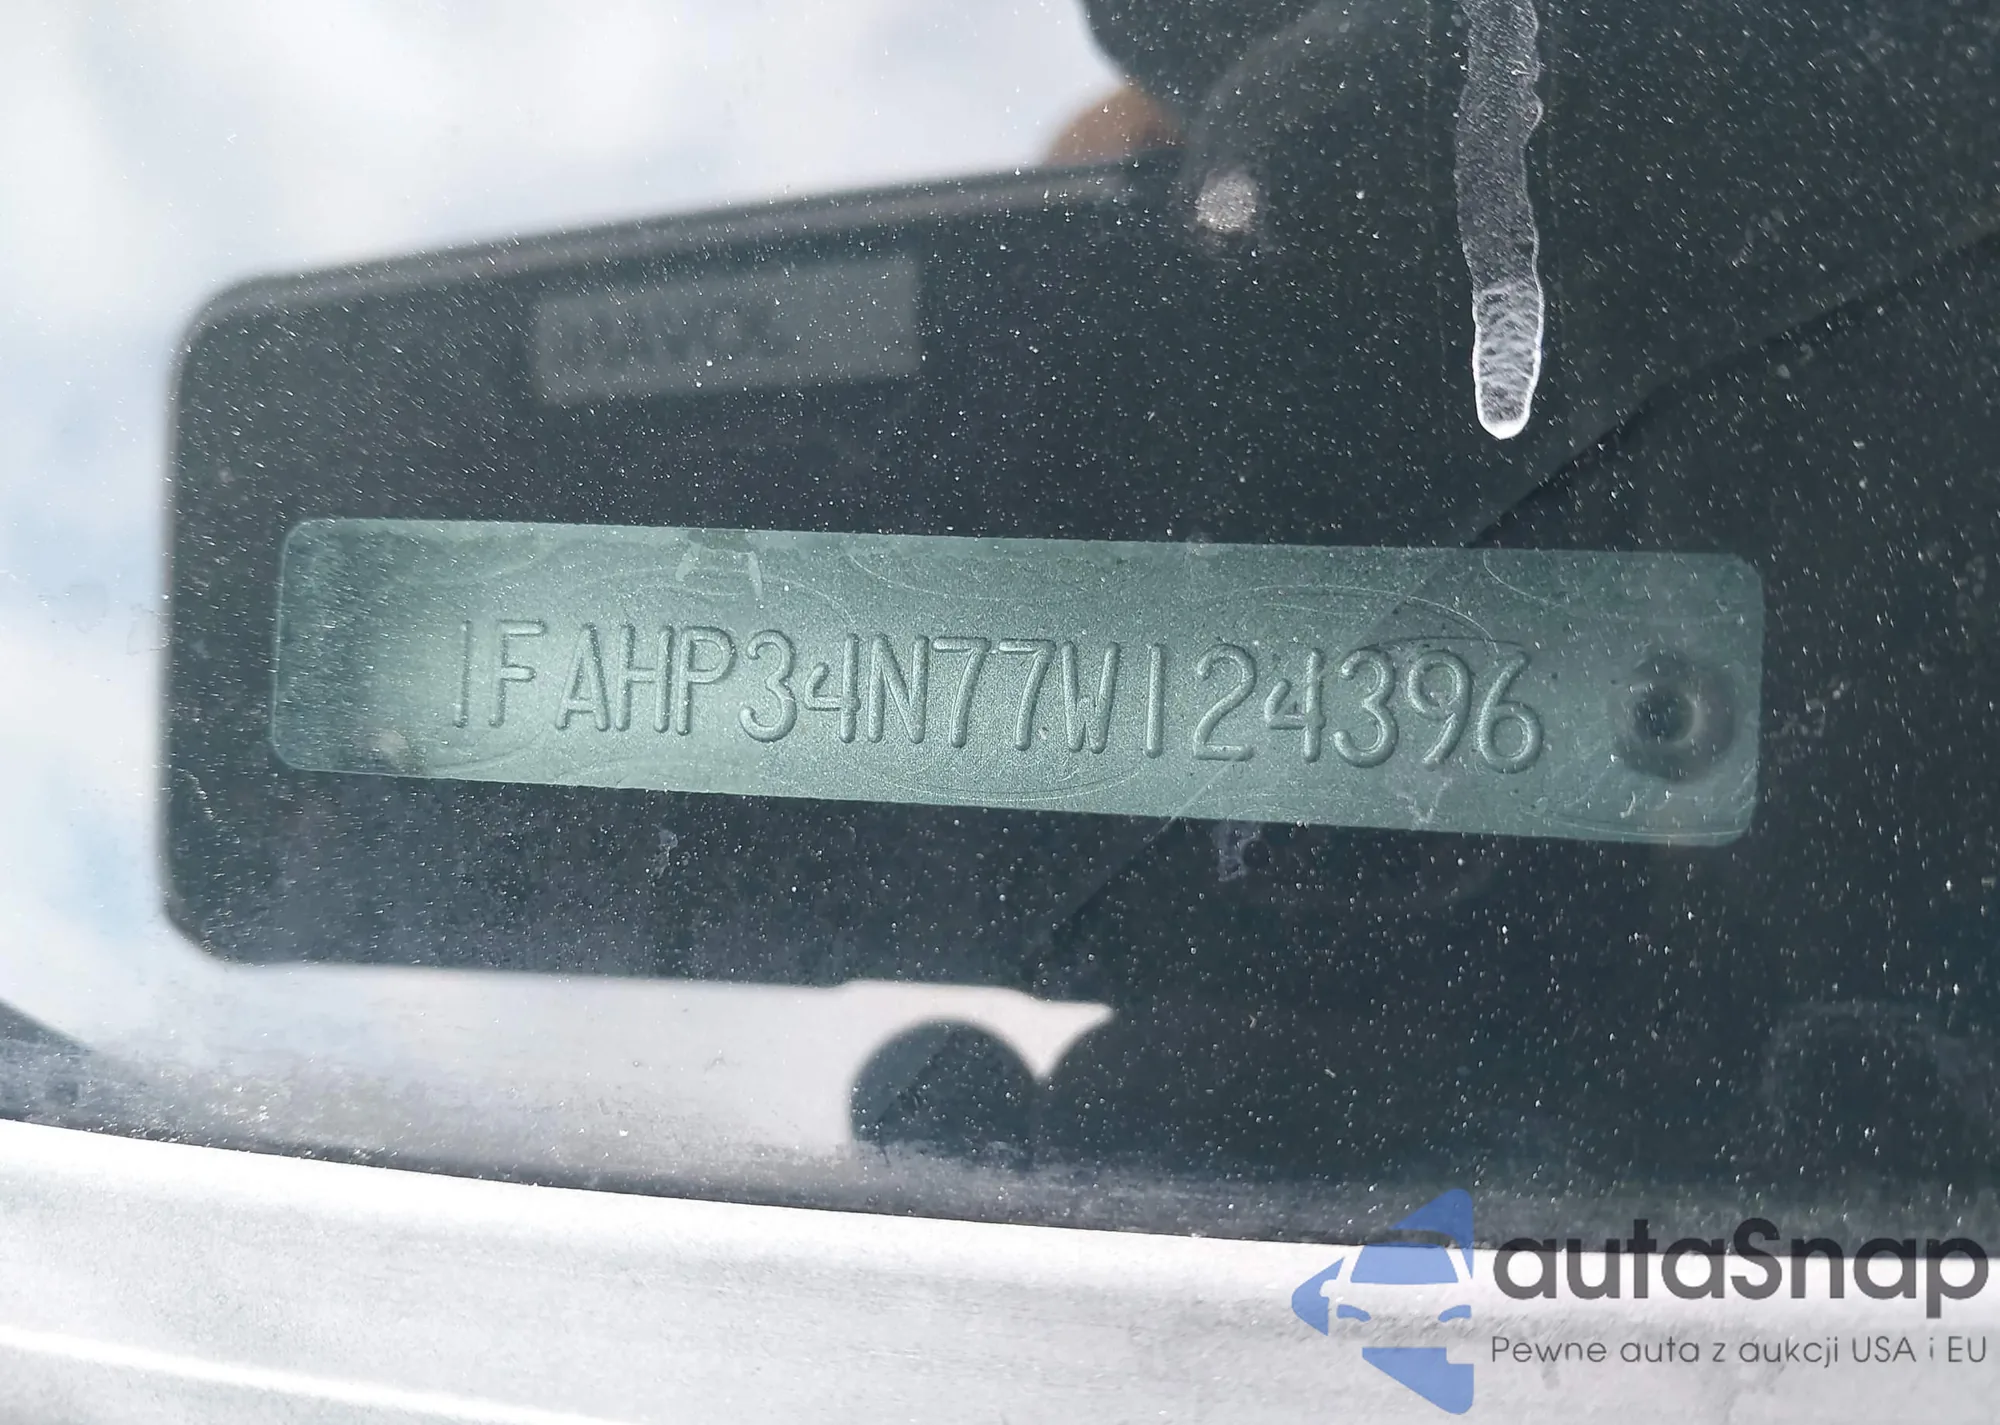 1FAHP34N77W124396
autaSnap
Pewne auta z aukcji USA i EU